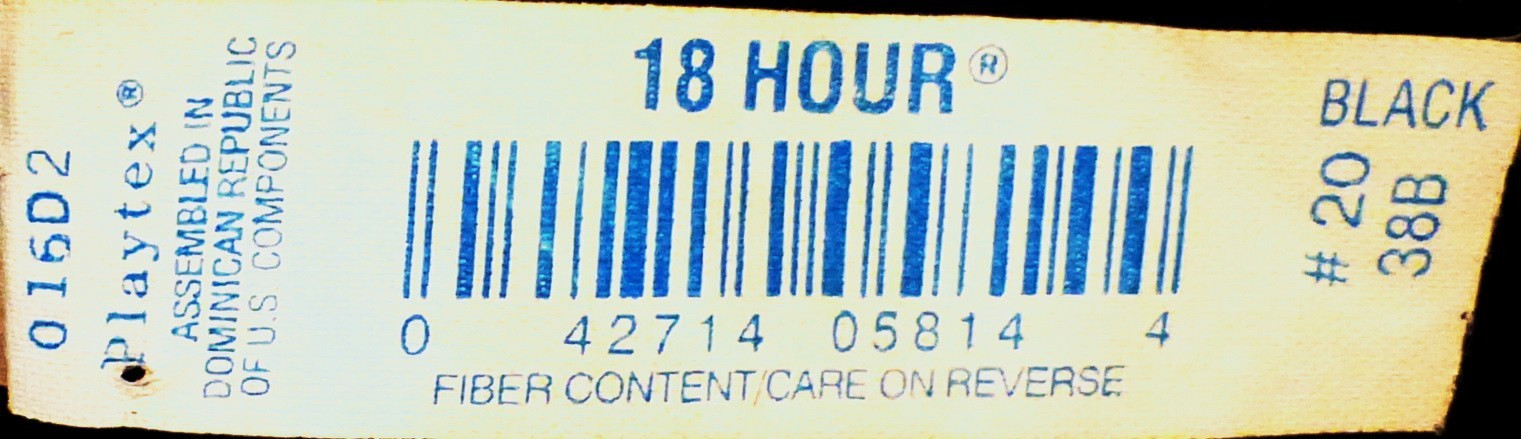 016D2
Playtex®
ASSEMBLED IN
DOMINICAN REPUBLIC
OF U.S COMPONENTS
18 HOUR®
0 42714 05814 4
FIBER CONTENT/CARE ON REVERSE
BLACK
# 20
38B